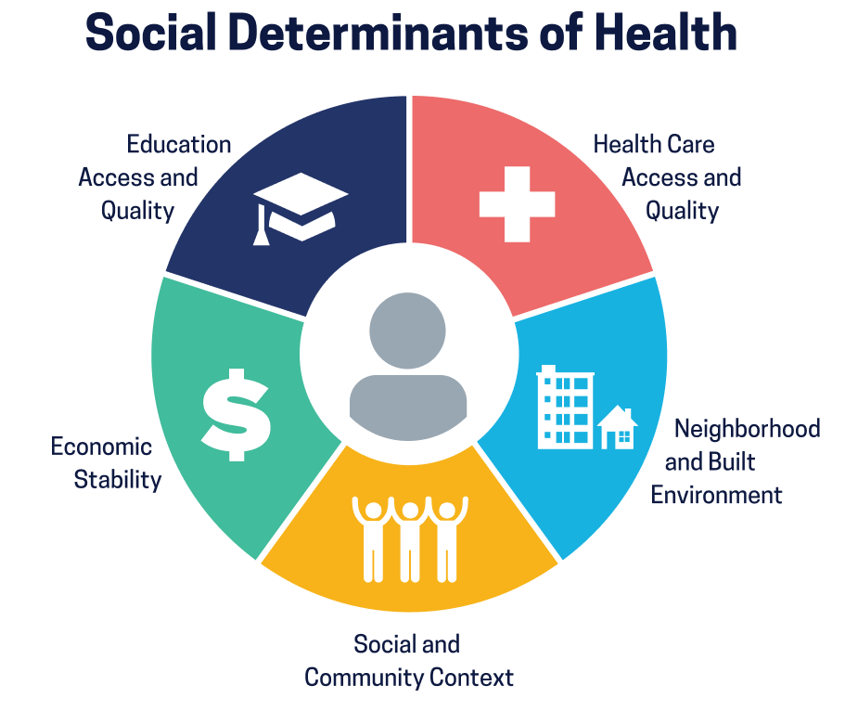 Social Determinants of Health
Education
Access and
Quality
Health Care
Access and
Quality
Economic
Stability
Neighborhood
and Built
Environment
Social and
Community Context